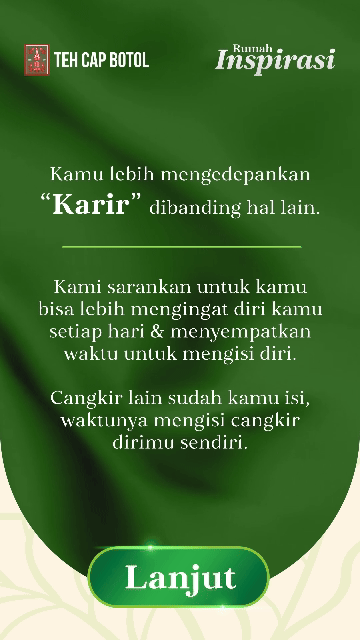 TEH CAP BOTOL
Rumah
Inspirasi
Kamu lebih mengedepankan
“Karir” dibanding hal lain.
Kami sarankan untuk kamu
bisa lebih mengingat diri kamu
setiap hari & menyempatkan
waktu untuk mengisi diri.
Cangkir lain sudah kamu isi,
waktunya mengisi cangkir
dirimu sendiri.
Lanjut